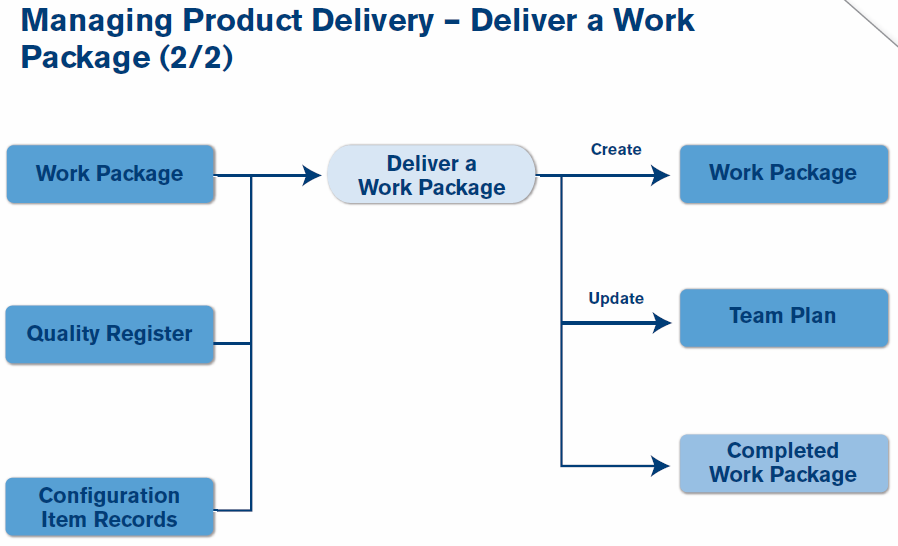 Managing Product Delivery – Deliver a Work
Package (2/2)
Work Package
Deliver a
Work Package
Create
Work Package
Quality Register
Update
Team Plan
Configuration
Item Records
Completed
Work Package